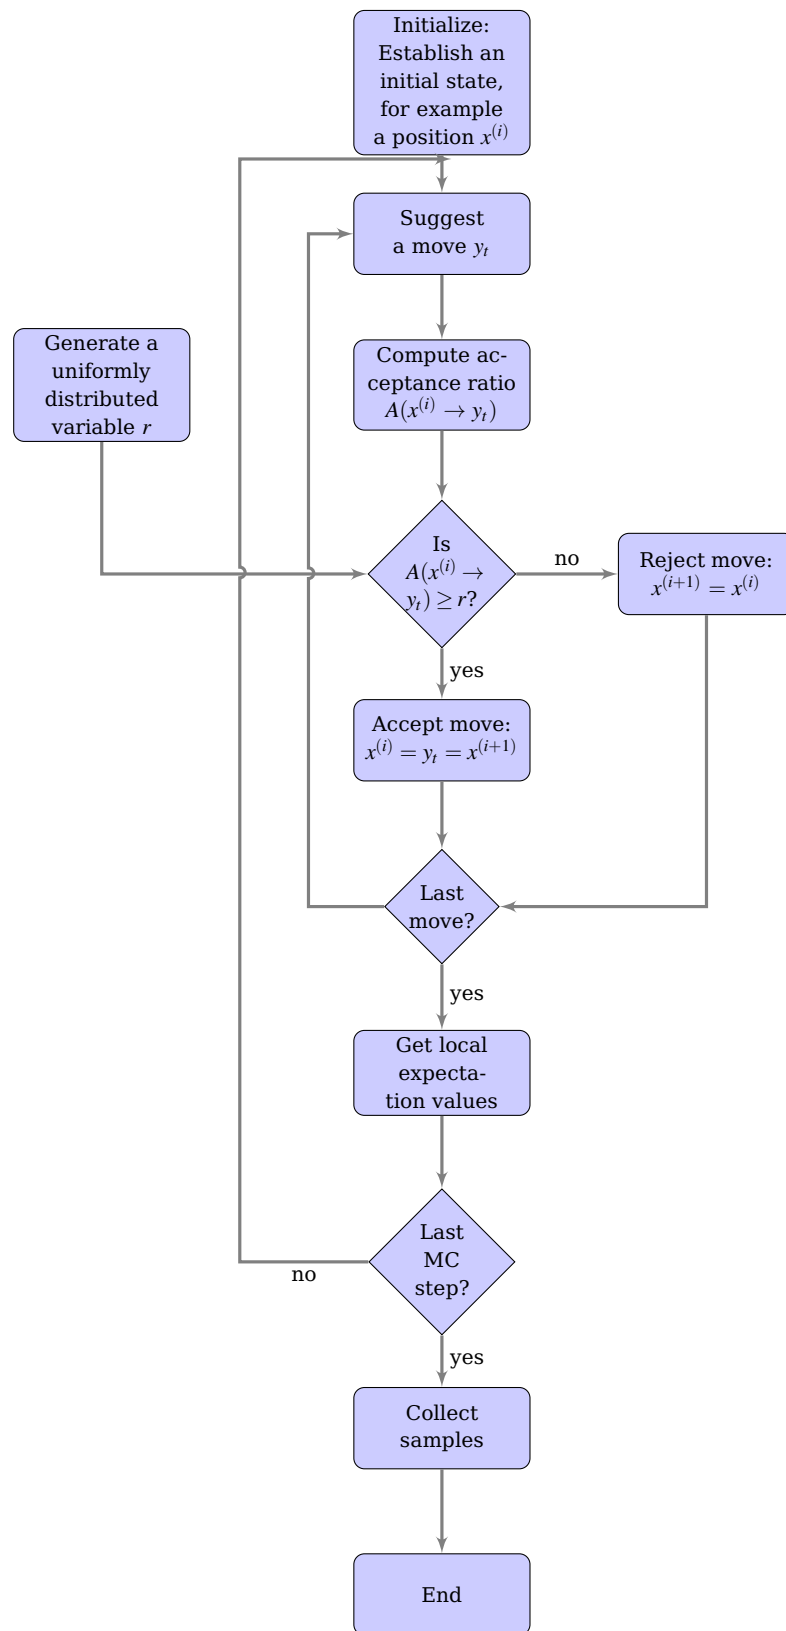 Initialize:
Establish an
initial state,
for example
a position x^{(i)}
Suggest
a move y_t
Generate a
uniformly
distributed
variable r
Compute ac-
ceptance ratio
A(x^{(i)} → y_t)
Is
A(x^{(i)} →
y_t) ≥ r?
no
Reject move:
x^{(i+1)} = x^{(i)}
yes
Accept move:
x^{(i)} = y_t = x^{(i+1)}
Last
move?
yes
Get local
expecta-
tion values
Last
MC
step?
no
yes
Collect
samples
End